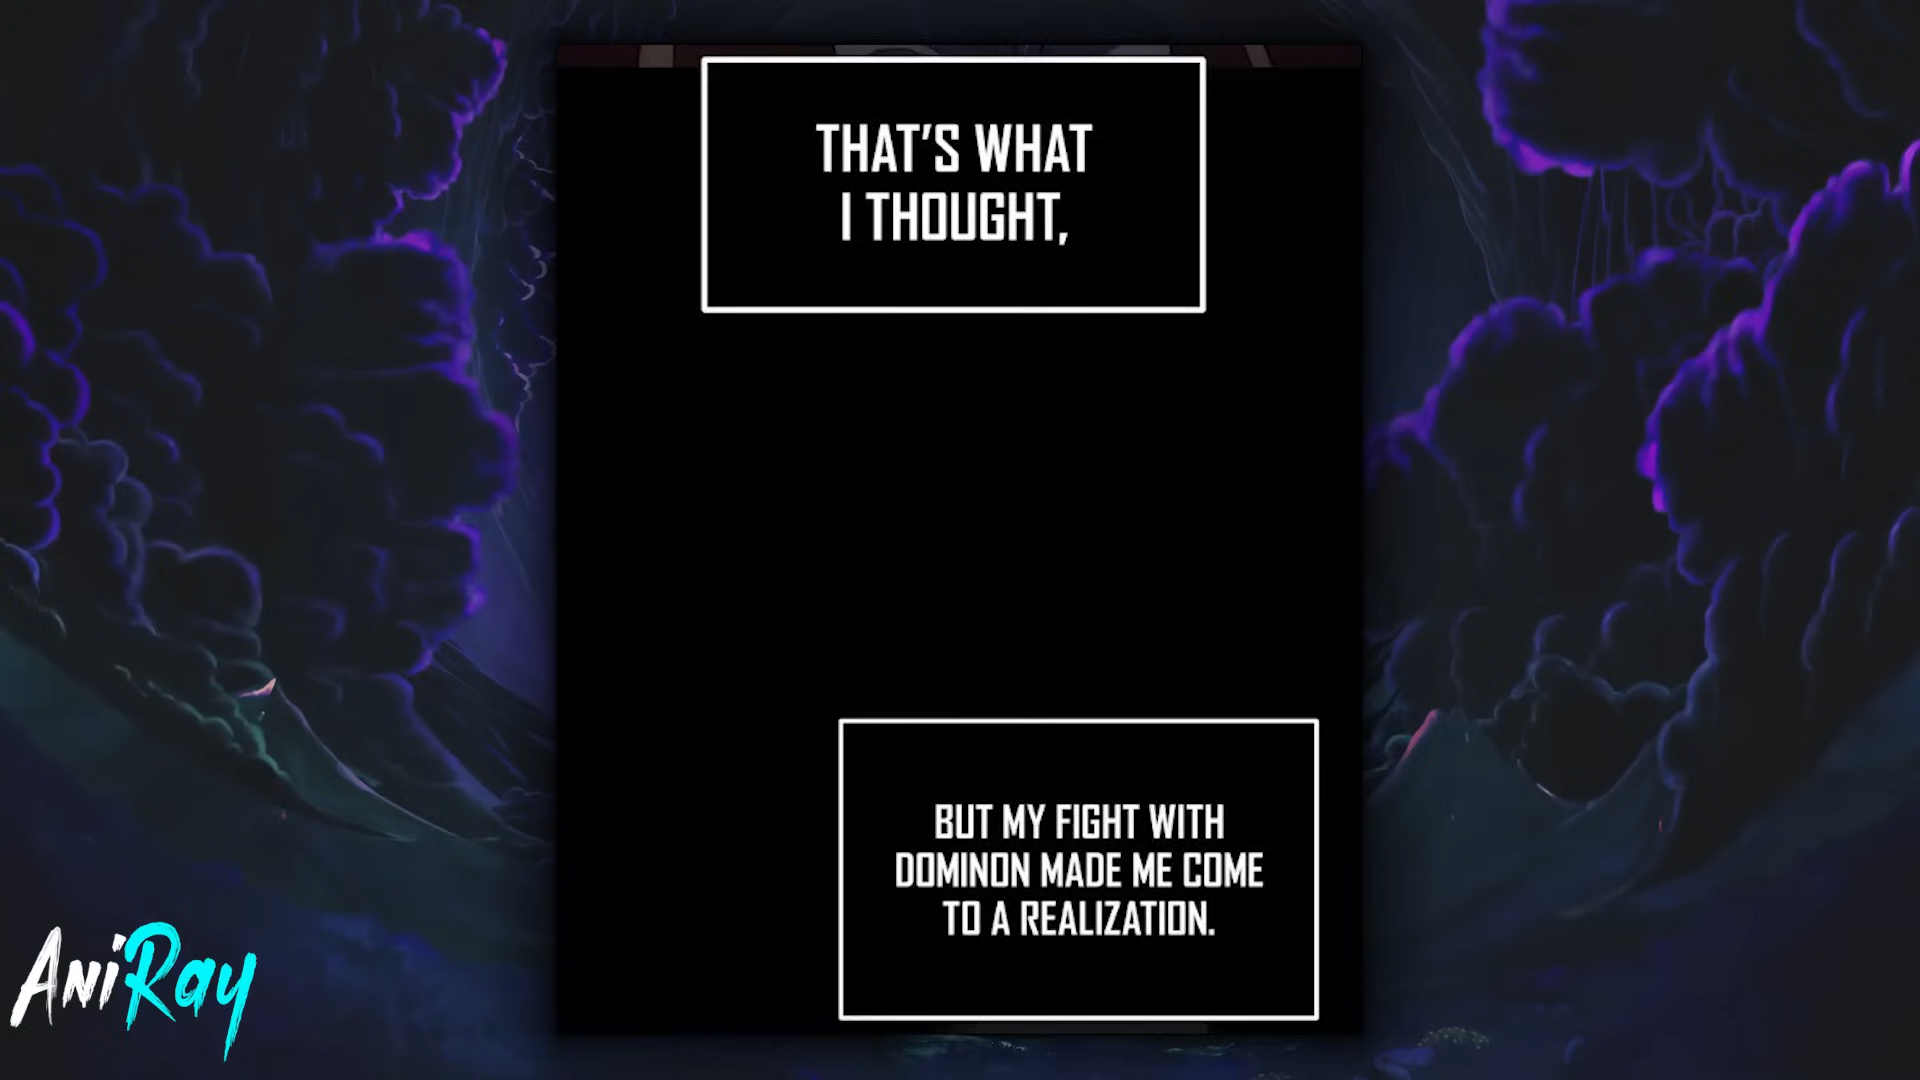 THAT'S WHAT
I THOUGHT,
BUT MY FIGHT WITH
DOMINON MADE ME COME
TO A REALIZATION.
AniRay